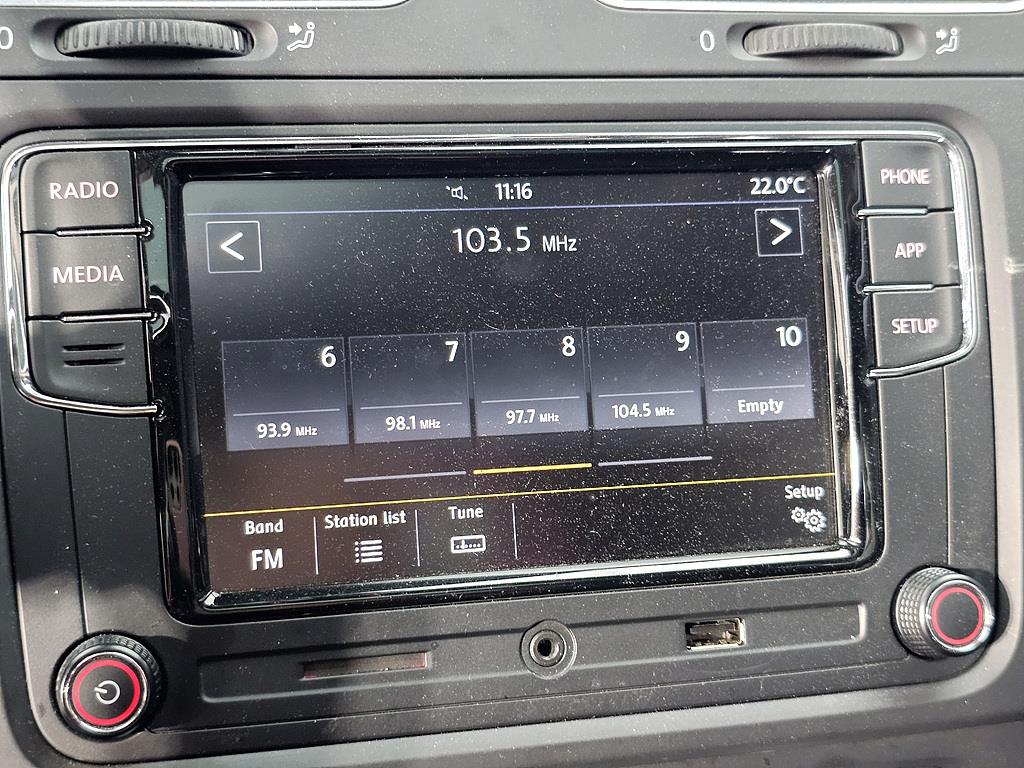 0
0
RADIO
MEDIA
11:16
22.0°C
103.5 MHz
6
7
8
9
10
93.9 MHz
98.1 MHz
97.7 MHz
104.5 MHz
Empty
Band
FM
Station list
Tune
Setup
PHONE
APP
SETUP